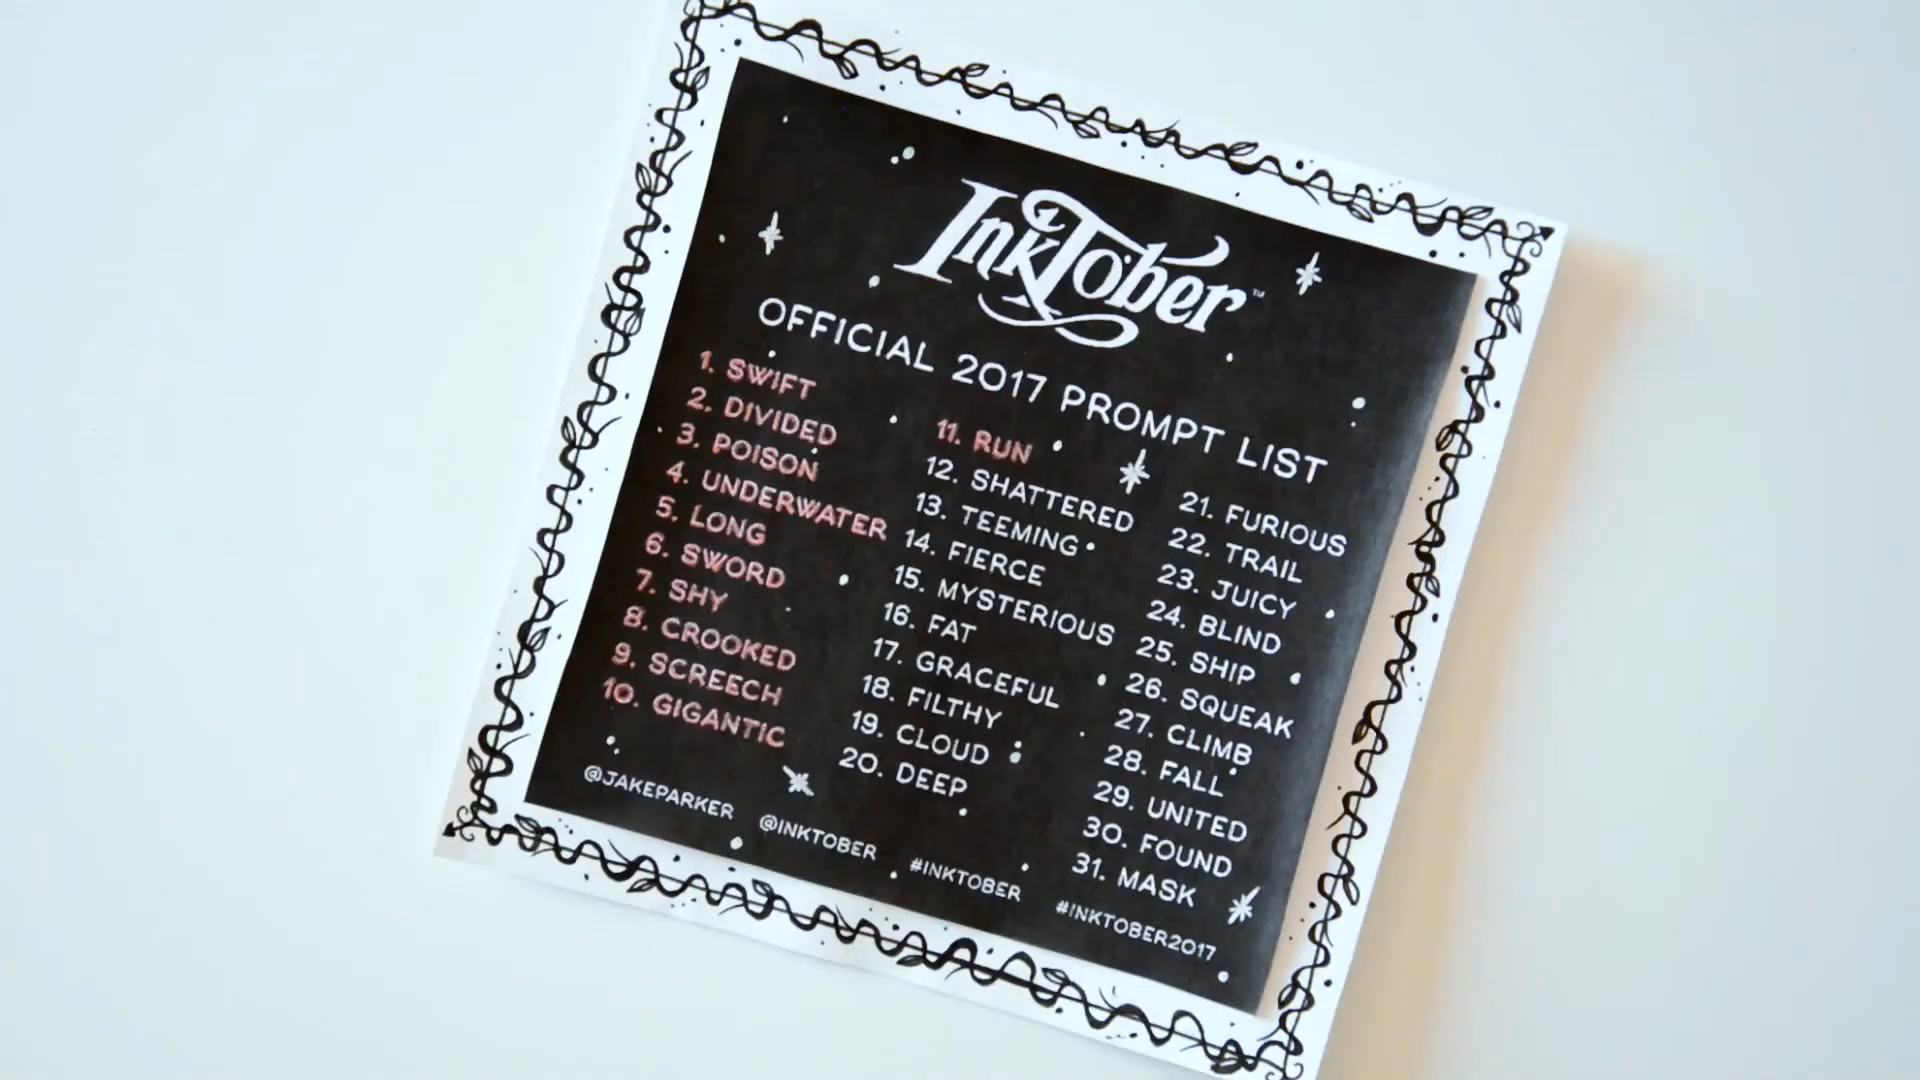 InkTober™
OFFICIAL 2017 PROMPT LIST
1. SWIFT
2. DIVIDED
3. POISON
4. UNDERWATER
5. LONG
6. SWORD
7. SHY
8. CROOKED
9. SCREECH
10. GIGANTIC
11. RUN
12. SHATTERED
13. TEEMING
14. FIERCE
15. MYSTERIOUS
16. FAT
17. GRACEFUL
18. FILTHY
19. CLOUD
20. DEEP
21. FURIOUS
22. TRAIL
23. JUICY
24. BLIND
25. SHIP
26. SQUEAK
27. CLIMB
28. FALL
29. UNITED
30. FOUND
31. MASK
@JAKEPARKER @INKTOBER #INKTOBER #INKTOBER2017